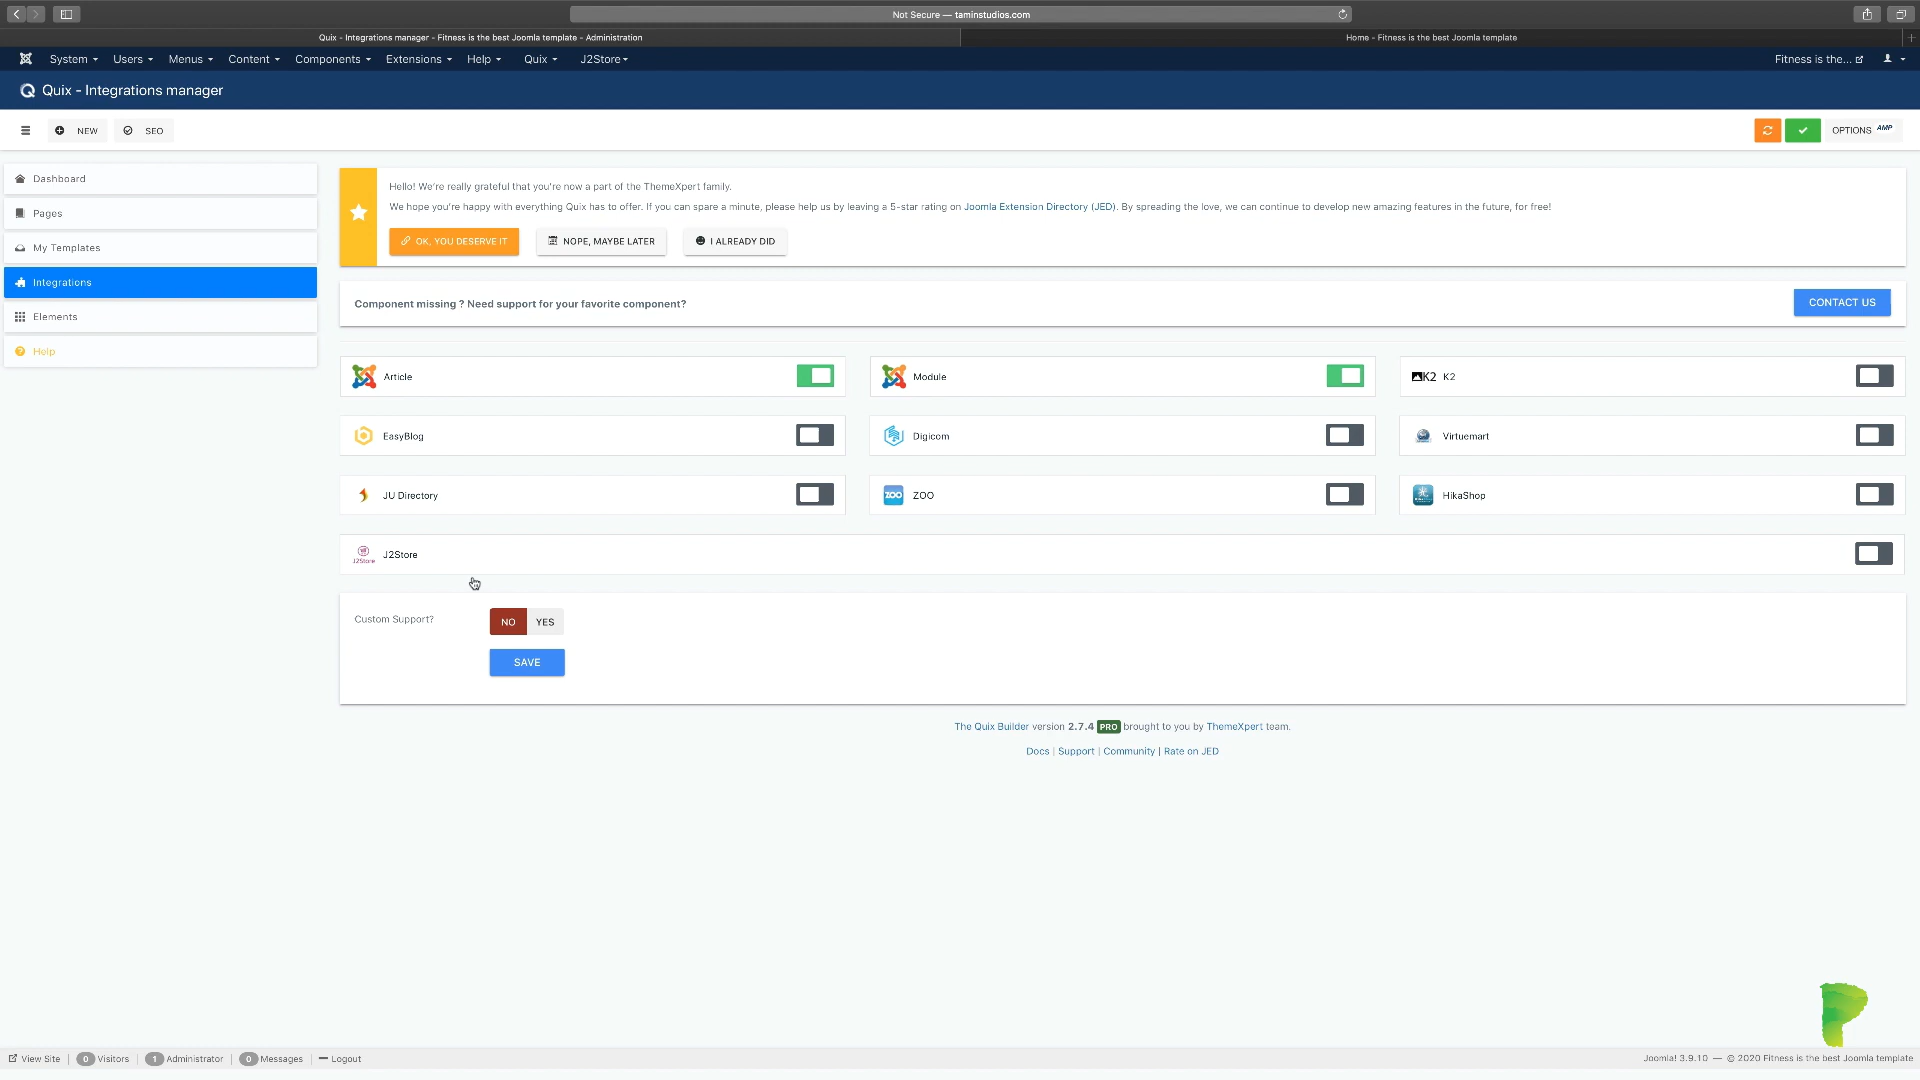 Not Secure — taminstudios.com
Quix - Integrations manager - Fitness is the best Joomla template - Administration
Home - Fitness is the best Joomla template
System Users Menus Content Components Extensions Help Quix J2Store Fitness is the...
Quix - Integrations manager
NEW SEO OPTIONS AMP
Dashboard
Pages
My Templates
Integrations
Elements
Help
Hello! We're really grateful that you're now a part of the ThemeXpert family.
We hope you're happy with everything Quix has to offer. If you can spare a minute, please help us by leaving a 5-star rating on Joomla Extension Directory (JED). By spreading the love, we can continue to develop new amazing features in the future, for free!
OK, YOU DESERVE IT NOPE, MAYBE LATER I ALREADY DID
Component missing ? Need support for your favorite component? CONTACT US
Article Module K2 K2
EasyBlog Digicom Virtuemart
JU Directory ZOO ZOO HikaShop
J2Store J2Store
Custom Support? NO YES
SAVE
The Quix Builder version 2.7.4 PRO brought to you by ThemeXpert team.
Docs | Support | Community | Rate on JED
View Site 0 Visitors 1 Administrator 0 Messages Logout Joomla! 3.9.10 — © 2020 Fitness is the best Joomla template